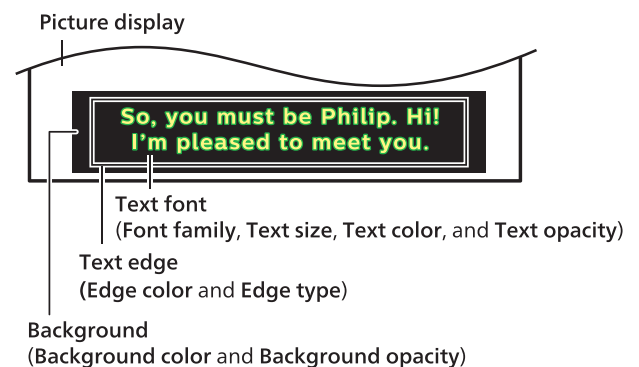 Picture display
So, you must be Philip. Hi!
I'm pleased to meet you.
Text font
(Font family, Text size, Text color, and Text opacity)
Text edge
(Edge color and Edge type)
Background
(Background color and Background opacity)